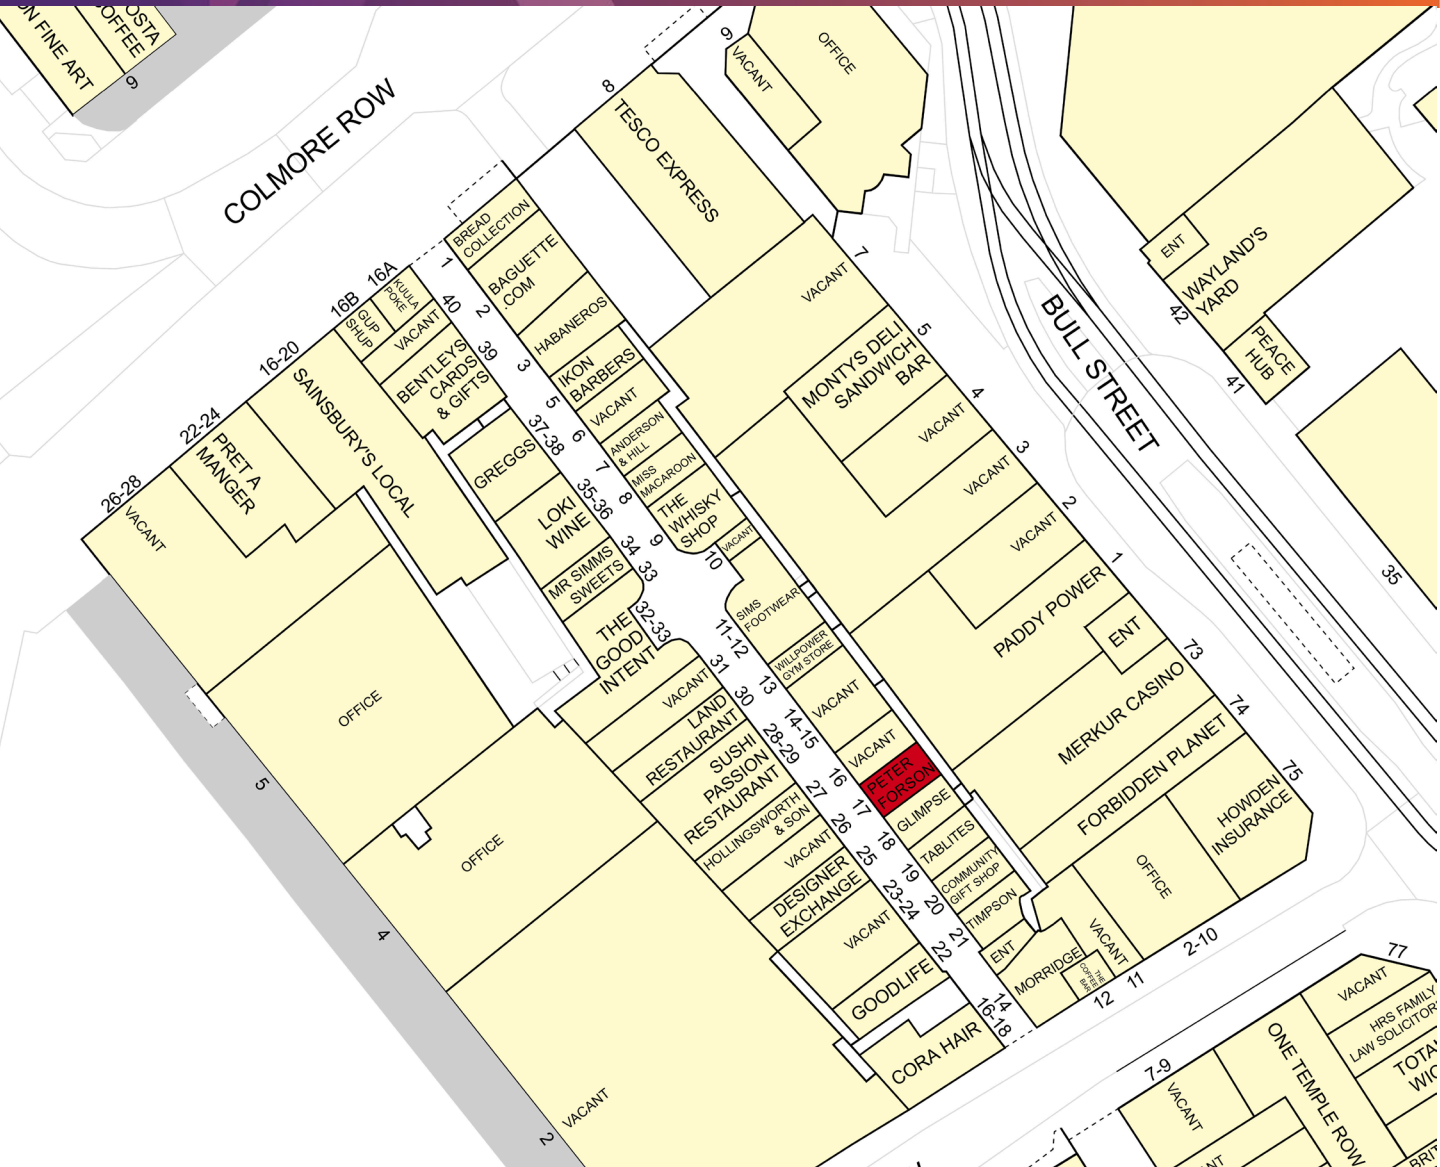 ON FINE ART
OSTA
COFFEE
9
COLMORE ROW
8
TESCO EXPRESS
9
VACANT
OFFICE
BREAD
COLLECTION
BAGUETTE
.COM
HABANEROS
IKON
BARBERS
VACANT
ANDERSON
& HILL
MISS
MACAROON
THE
WHISKY
SHOP
VACANT
SIMS
FOOTWEAR
WILLPOWER
GYM STORE
VACANT
VACANT
PETER
FORSON
GLIMPSE
TABLITES
COMMUNITY
GIFT SHOP
TIMPSON
ENT
MORRIDGE
THE
COFFEE
BAR
VACANT
OFFICE
1
2
3
5
6
7
8
9
10
11-12
13
14-15
16
17
18
19
20
21
14
16-18
12
11
2-10
16A
16B
16-20
22-24
26-28
KUULA
POKE
GUP
SHUP
VACANT
BENTLEYS
CARDS
& GIFTS
SAINSBURY'S LOCAL
PRET A
MANGER
VACANT
GREGGS
LOKI
WINE
MR SIMMS
SWEETS
THE
GOOD
INTENT
VACANT
LAND
RESTAURANT
SUSHI
PASSION
RESTAURANT
HOLLINGSWORTH
& SON
VACANT
DESIGNER
EXCHANGE
VACANT
GOODLIFE
CORA HAIR
40
39
37-38
35-36
34
33
32-33
31
30
28-29
27
26
25
23-24
22
OFFICE
OFFICE
VACANT
5
4
2
VACANT
7
MONTYS DELI
SANDWICH
BAR
5
VACANT
4
VACANT
3
VACANT
2
PADDY POWER
1
ENT
MERKUR CASINO
73
FORBIDDEN PLANET
74
HOWDEN
INSURANCE
75
BULL STREET
ENT
WAYLAND'S
YARD
42
PEACE
HUB
41
35
77
VACANT
HRS FAMILY
LAW SOLICITOR
TOTA
WIG
ONE TEMPLE ROW
7-9
VACANT
NT
BRIT